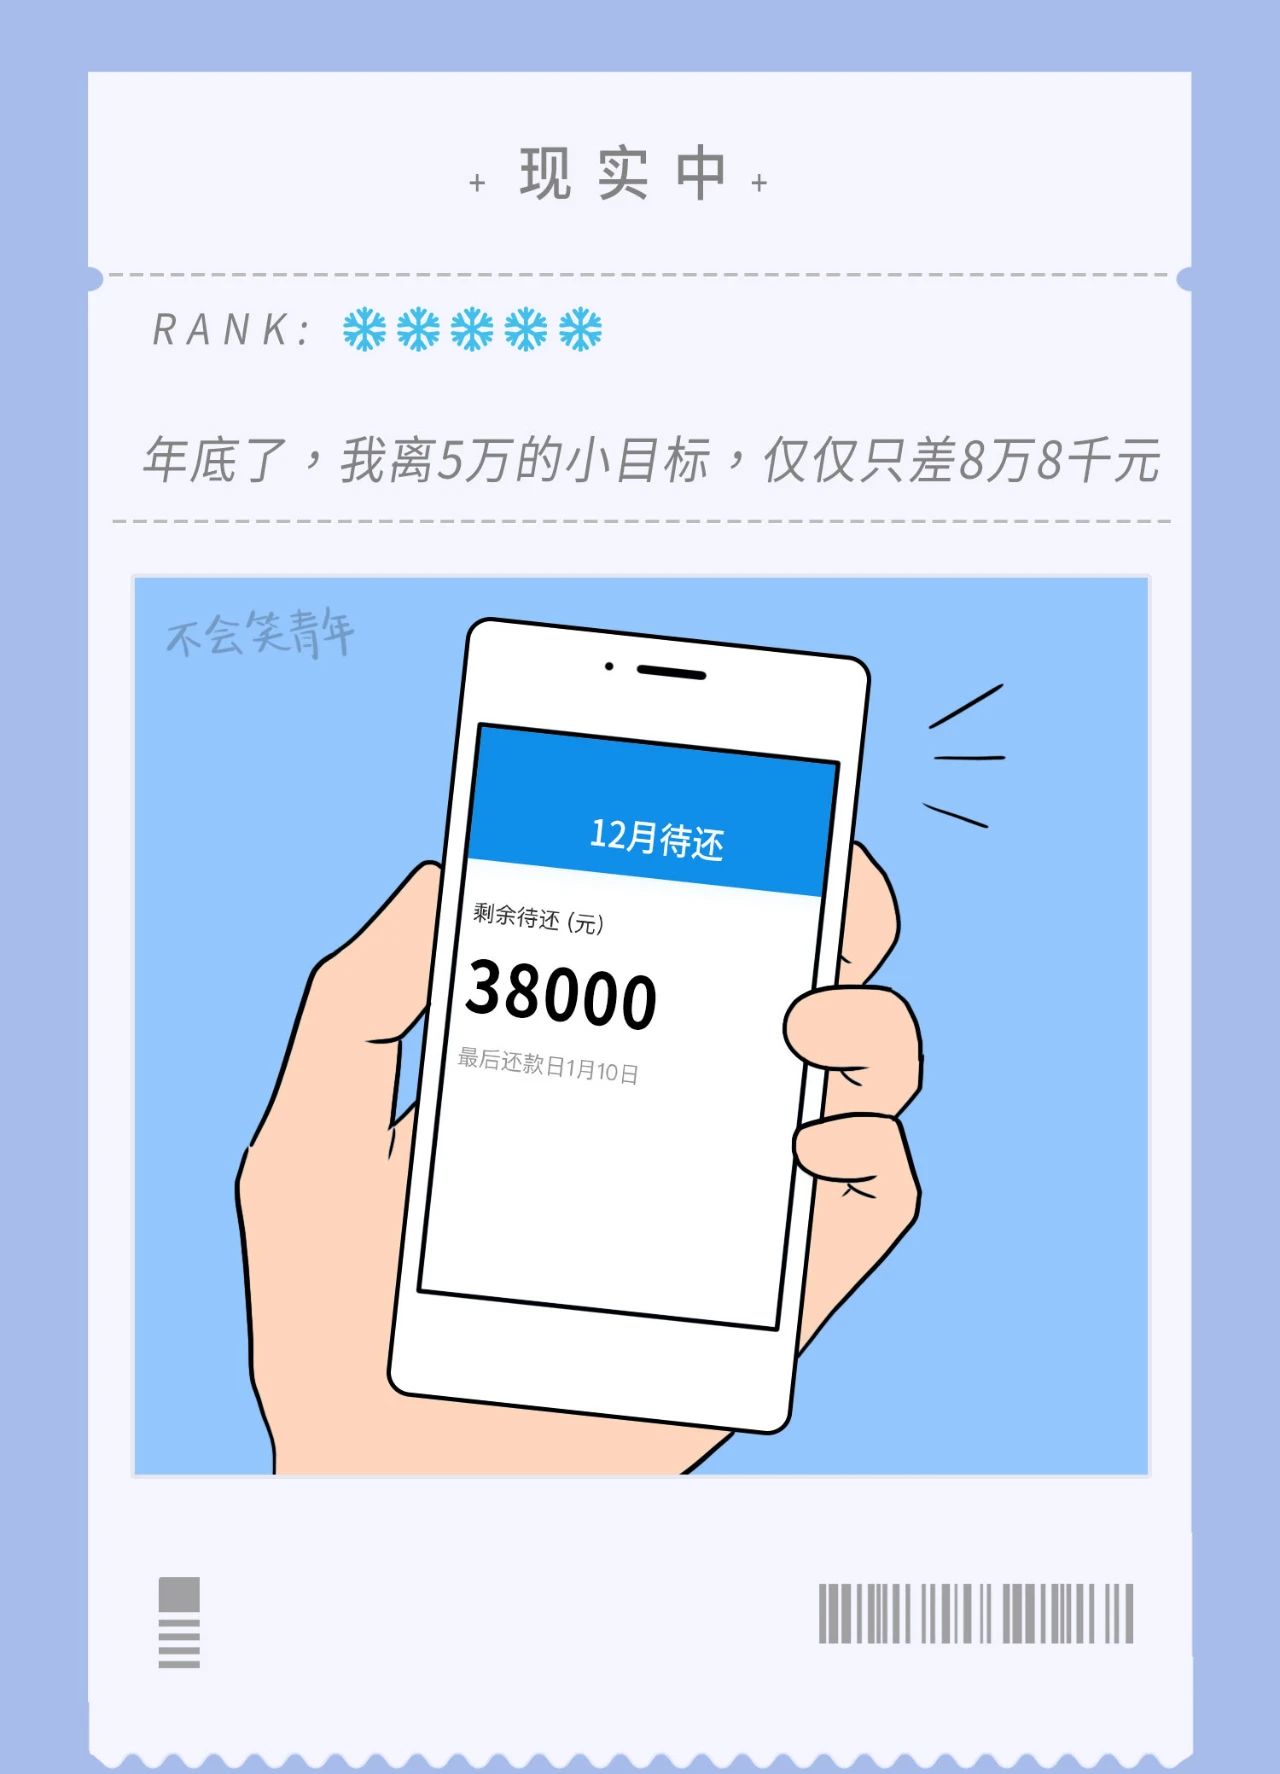 + 现实中 +
RANK: ❄❄❄❄❄
年底了，我离5万的小目标，仅仅只差8万8千元
不会笑青年
12月待还
剩余待还 (元)
38000
最后还款日1月10日